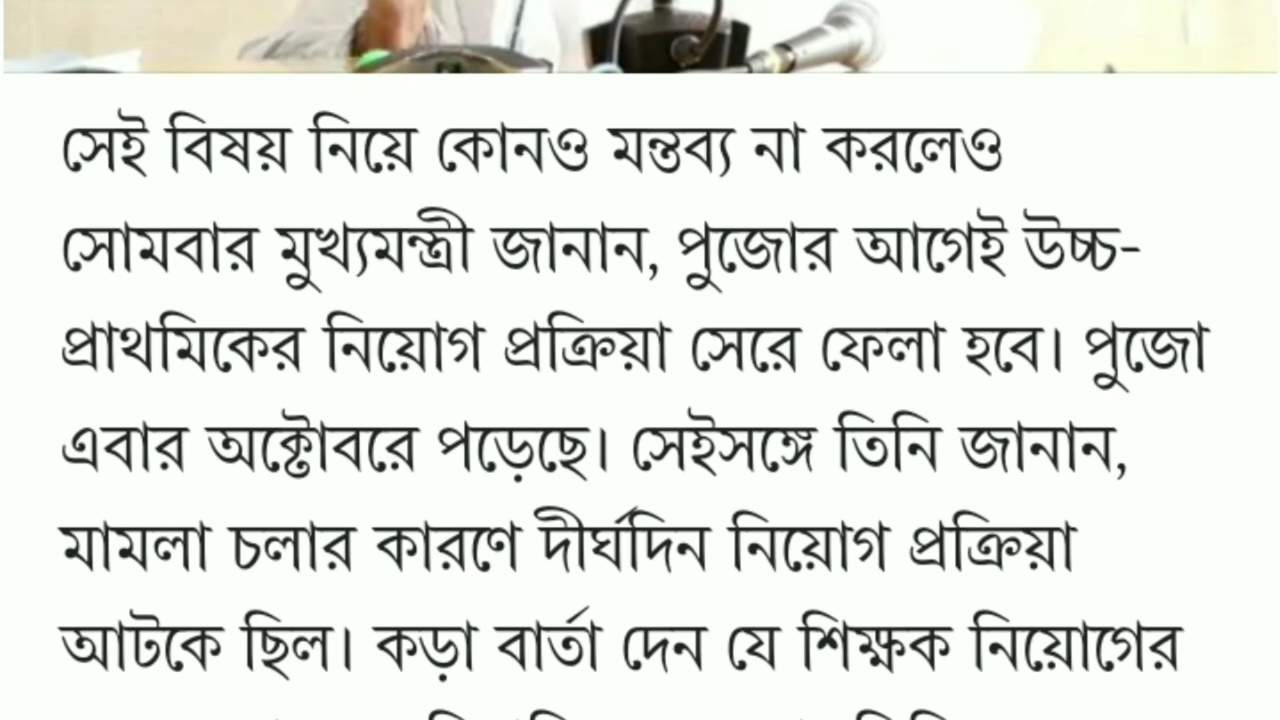 সেই বিষয় নিয়ে কোনও মন্তব্য না করলেও
সোমবার মুখ্যমন্ত্রী জানান, পুজোর আগেই উচ্চ-
প্রাথমিকের নিয়োগ প্রক্রিয়া সেরে ফেলা হবে। পুজো
এবার অক্টোবরে পড়েছে। সেইসঙ্গে তিনি জানান,
মামলা চলার কারণে দীর্ঘদিন নিয়োগ প্রক্রিয়া
আটকে ছিল। কড়া বার্তা দেন যে শিক্ষক নিয়োগের